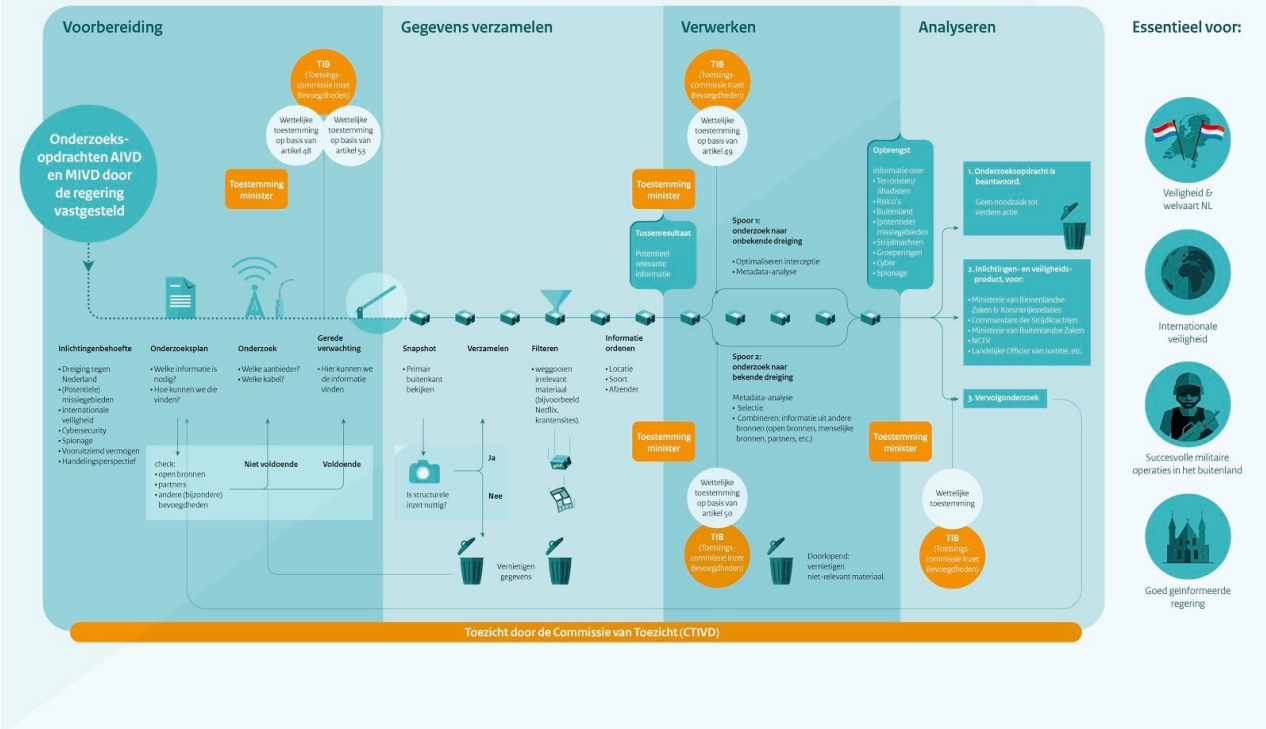 Voorbereiding
Gegevens verzamelen
Verwerken
Analyseren
Essentieel voor:
Onderzoeks-
opdrachten AIVD
en MIVD door
de regering
vastgesteld
TIB
(Toetsings-
commissie Inzet
Bevoegdheden)
Wettelijke
toestemming
op basis van
artikel 48
Wettelijke
toestemming
op basis van
artikel 53
Toestemming
minister
Inlichtingenbehoefte
• Dreiging tegen
Nederland
• (Potentiele)
missiegebieden
• Internationale
veiligheid
• Cybersecurity
• Spionage
• Vooruitziend vermogen
• Handelingsperspectief
Onderzoeksplan
• Welke informatie is
nodig?
• Hoe kunnen we die
vinden?
Onderzoek
• Welke aanbieder?
• Welke kabel?
Gerede
verwachting
• Hier kunnen we
de informatie
vinden
check:
• open bronnen
• partners
• andere (bijzondere)
bevoegdheden
Niet voldoende
Voldoende
Snapshot
• Primair
buitenkant
bekijken
Verzamelen
Filteren
• weggooien
irrelevant
materiaal
(bijvoorbeeld
Netflix,
krantensites).
Informatie
ordenen
• Locatie
• Soort
• Afzender
Is structurele
inzet nuttig?
Ja
Nee
Vernietigen
gegevens
TIB
(Toetsings-
commissie Inzet
Bevoegdheden)
Wettelijke
toestemming
op basis van
artikel 49
Toestemming
minister
Tussenresultaat
Potentieel
relevante
informatie
Spoor 1:
onderzoek naar
onbekende dreiging
• Optimaliseren interceptie
• Metadata-analyse
Spoor 2:
onderzoek naar
bekende dreiging
Metadata-analyse
• Selectie
• Combineren: informatie uit andere
bronnen (open bronnen, menselijke
bronnen, partners, etc.)
Toestemming
minister
Wettelijke
toestemming
op basis van
artikel 50
TIB
(Toetsings-
commissie Inzet
Bevoegdheden)
Doorlopend:
vernietigen
niet-relevant materiaal.
Opbrengst
informatie over
• Terroristen/
Jihadisten
• Risico's
• Buitenland
• (potentiele)
missiegebieden
• Strijdmachten
• Groeperingen
• Cyber
• Spionage
1. Onderzoeksopdracht is
beantwoord.
Geen noodzaak tot
verdere actie.
2. Inlichtingen- en veiligheids-
product, voor:
• Ministerie van Binnenlandse
Zaken & Koninkrijksrelaties
• Commandant der Strijdkrachten
• Ministerie van Buitenlandse Zaken
• NCTV
• Landelijke Officier van Justitie, etc.
3. Vervolgonderzoek
Toestemming
minister
Wettelijke
toestemming
TIB
(Toetsings-
commissie Inzet
Bevoegdheden)
Veiligheid &
welvaart NL
Internationale
veiligheid
Succesvolle militaire
operaties in het buitenland
Goed geïnformeerde
regering
Toezicht door de Commissie van Toezicht (CTIVD)